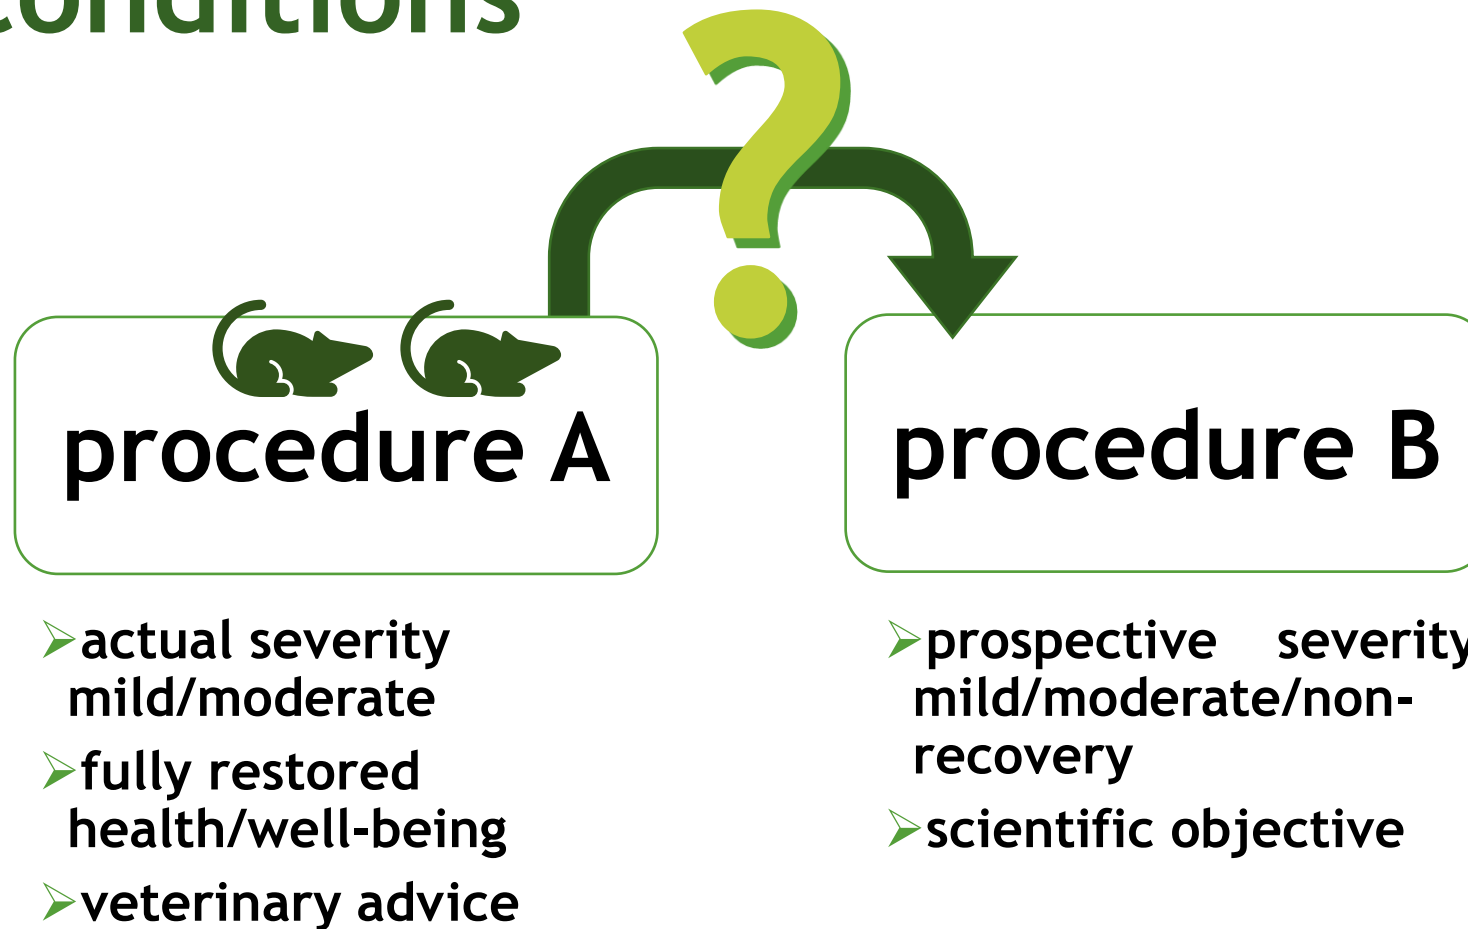 conditions
?
procedure A
procedure B
➢actual severity
mild/moderate
➢fully restored
health/well-being
➢veterinary advice
➢prospective severity
mild/moderate/non-
recovery
➢scientific objective